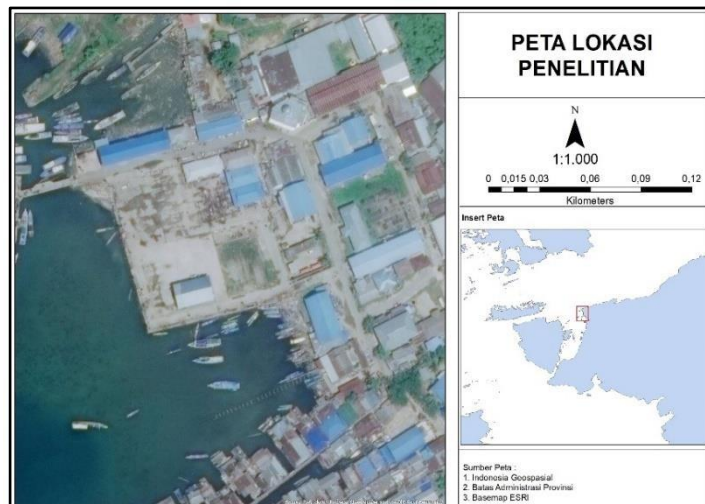 PETA LOKASI
PENELITIAN
N
1:1.000
0 0,015 0,03 0,06 0,09 0,12
Kilometers
Insert Peta
Sumber Peta :
1. Indonesia Geospasial
2. Batas Administrasi Provinsi
3. Basemap ESRI